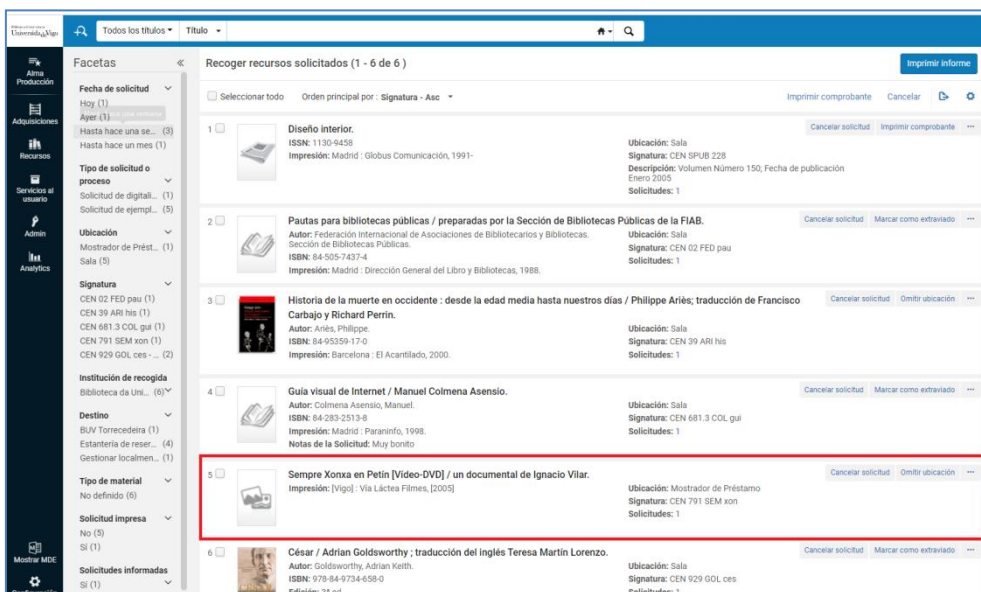 Universida de Vigo
Todos los títulos
Título
Alma
Producción
Adquisiciones
Recursos
Servicios al
usuario
Admin
Analytics
Mostrar MDE
Facetas
Fecha de solicitud
Hoy (1)
Ayer (1)
Hasta hace una se... (3)
Hasta hace un mes (1)
Tipo de solicitud o
proceso
Solicitud de digitali... (1)
Solicitud de ejempl... (5)
Ubicación
Mostrador de Prést... (1)
Sala (5)
Signatura
CEN 02 FED pau (1)
CEN 39 ARI his (1)
CEN 681.3 COL gui (1)
CEN 791 SEM xon (1)
CEN 929 GOL ces - ... (2)
Institución de recogida
Biblioteca da Uni... (6)
Destino
BUV Torrecedeira (1)
Estantería de reser... (4)
Gestionar localmen... (1)
Tipo de material
No definido (6)
Solicitud impresa
No (5)
Sí (1)
Solicitudes informadas
Sí (1)
Recoger recursos solicitados (1 - 6 de 6 )
Imprimir informe
Seleccionar todo
Orden principal por : Signatura - Asc
Imprimir comprobante
Cancelar
1
Diseño interior.
Cancelar solicitud Imprimir comprobante ...
ISSN: 1130-9458
Impresión: Madrid : Globus Comunicación, 1991-
Ubicación: Sala
Signatura: CEN SPUB 228
Descripción: Volumen Número 150; Fecha de publicación
Enero 2005
Solicitudes: 1
2
Pautas para bibliotecas públicas / preparadas por la Sección de Bibliotecas Públicas de la FIAB.
Cancelar solicitud Marcar como extraviado ...
Autor: Federación Internacional de Asociaciones de Bibliotecarios y Bibliotecas.
Sección de Bibliotecas Públicas.
ISBN: 84-505-7437-4
Impresión: Madrid : Dirección General del Libro y Bibliotecas, 1988.
Ubicación: Sala
Signatura: CEN 02 FED pau
Solicitudes: 1
3
Historia de la muerte en occidente : desde la edad media hasta nuestros días / Philippe Ariès; traducción de Francisco
Carbajo y Richard Perrin.
Cancelar solicitud Omitir ubicación ...
Autor: Ariès, Philippe.
ISBN: 84-95359-17-0
Impresión: Barcelona : El Acantilado, 2000.
Ubicación: Sala
Signatura: CEN 39 ARI his
Solicitudes: 1
4
Guía visual de Internet / Manuel Colmena Asensio.
Cancelar solicitud Marcar como extraviado ...
Autor: Colmena Asensio, Manuel.
ISBN: 84-283-2513-8
Impresión: Madrid : Paraninfo, 1998.
Notas de la Solicitud: Muy bonito
Ubicación: Sala
Signatura: CEN 681.3 COL gui
Solicitudes: 1
5
Sempre Xonxa en Petín [Vídeo-DVD] / un documental de Ignacio Vilar.
Cancelar solicitud Omitir ubicación ...
Impresión: [Vigo] : Vía Láctea Filmes, [2005]
Ubicación: Mostrador de Préstamo
Signatura: CEN 791 SEM xon
Solicitudes: 1
6
César / Adrian Goldsworthy ; traducción del inglés Teresa Martín Lorenzo.
Cancelar solicitud Marcar como extraviado ...
Autor: Goldsworthy, Adrian Keith.
ISBN: 978-84-9734-658-0
Edición: 3ª ed.
Ubicación: Sala
Signatura: CEN 929 GOL ces
Solicitudes: 1